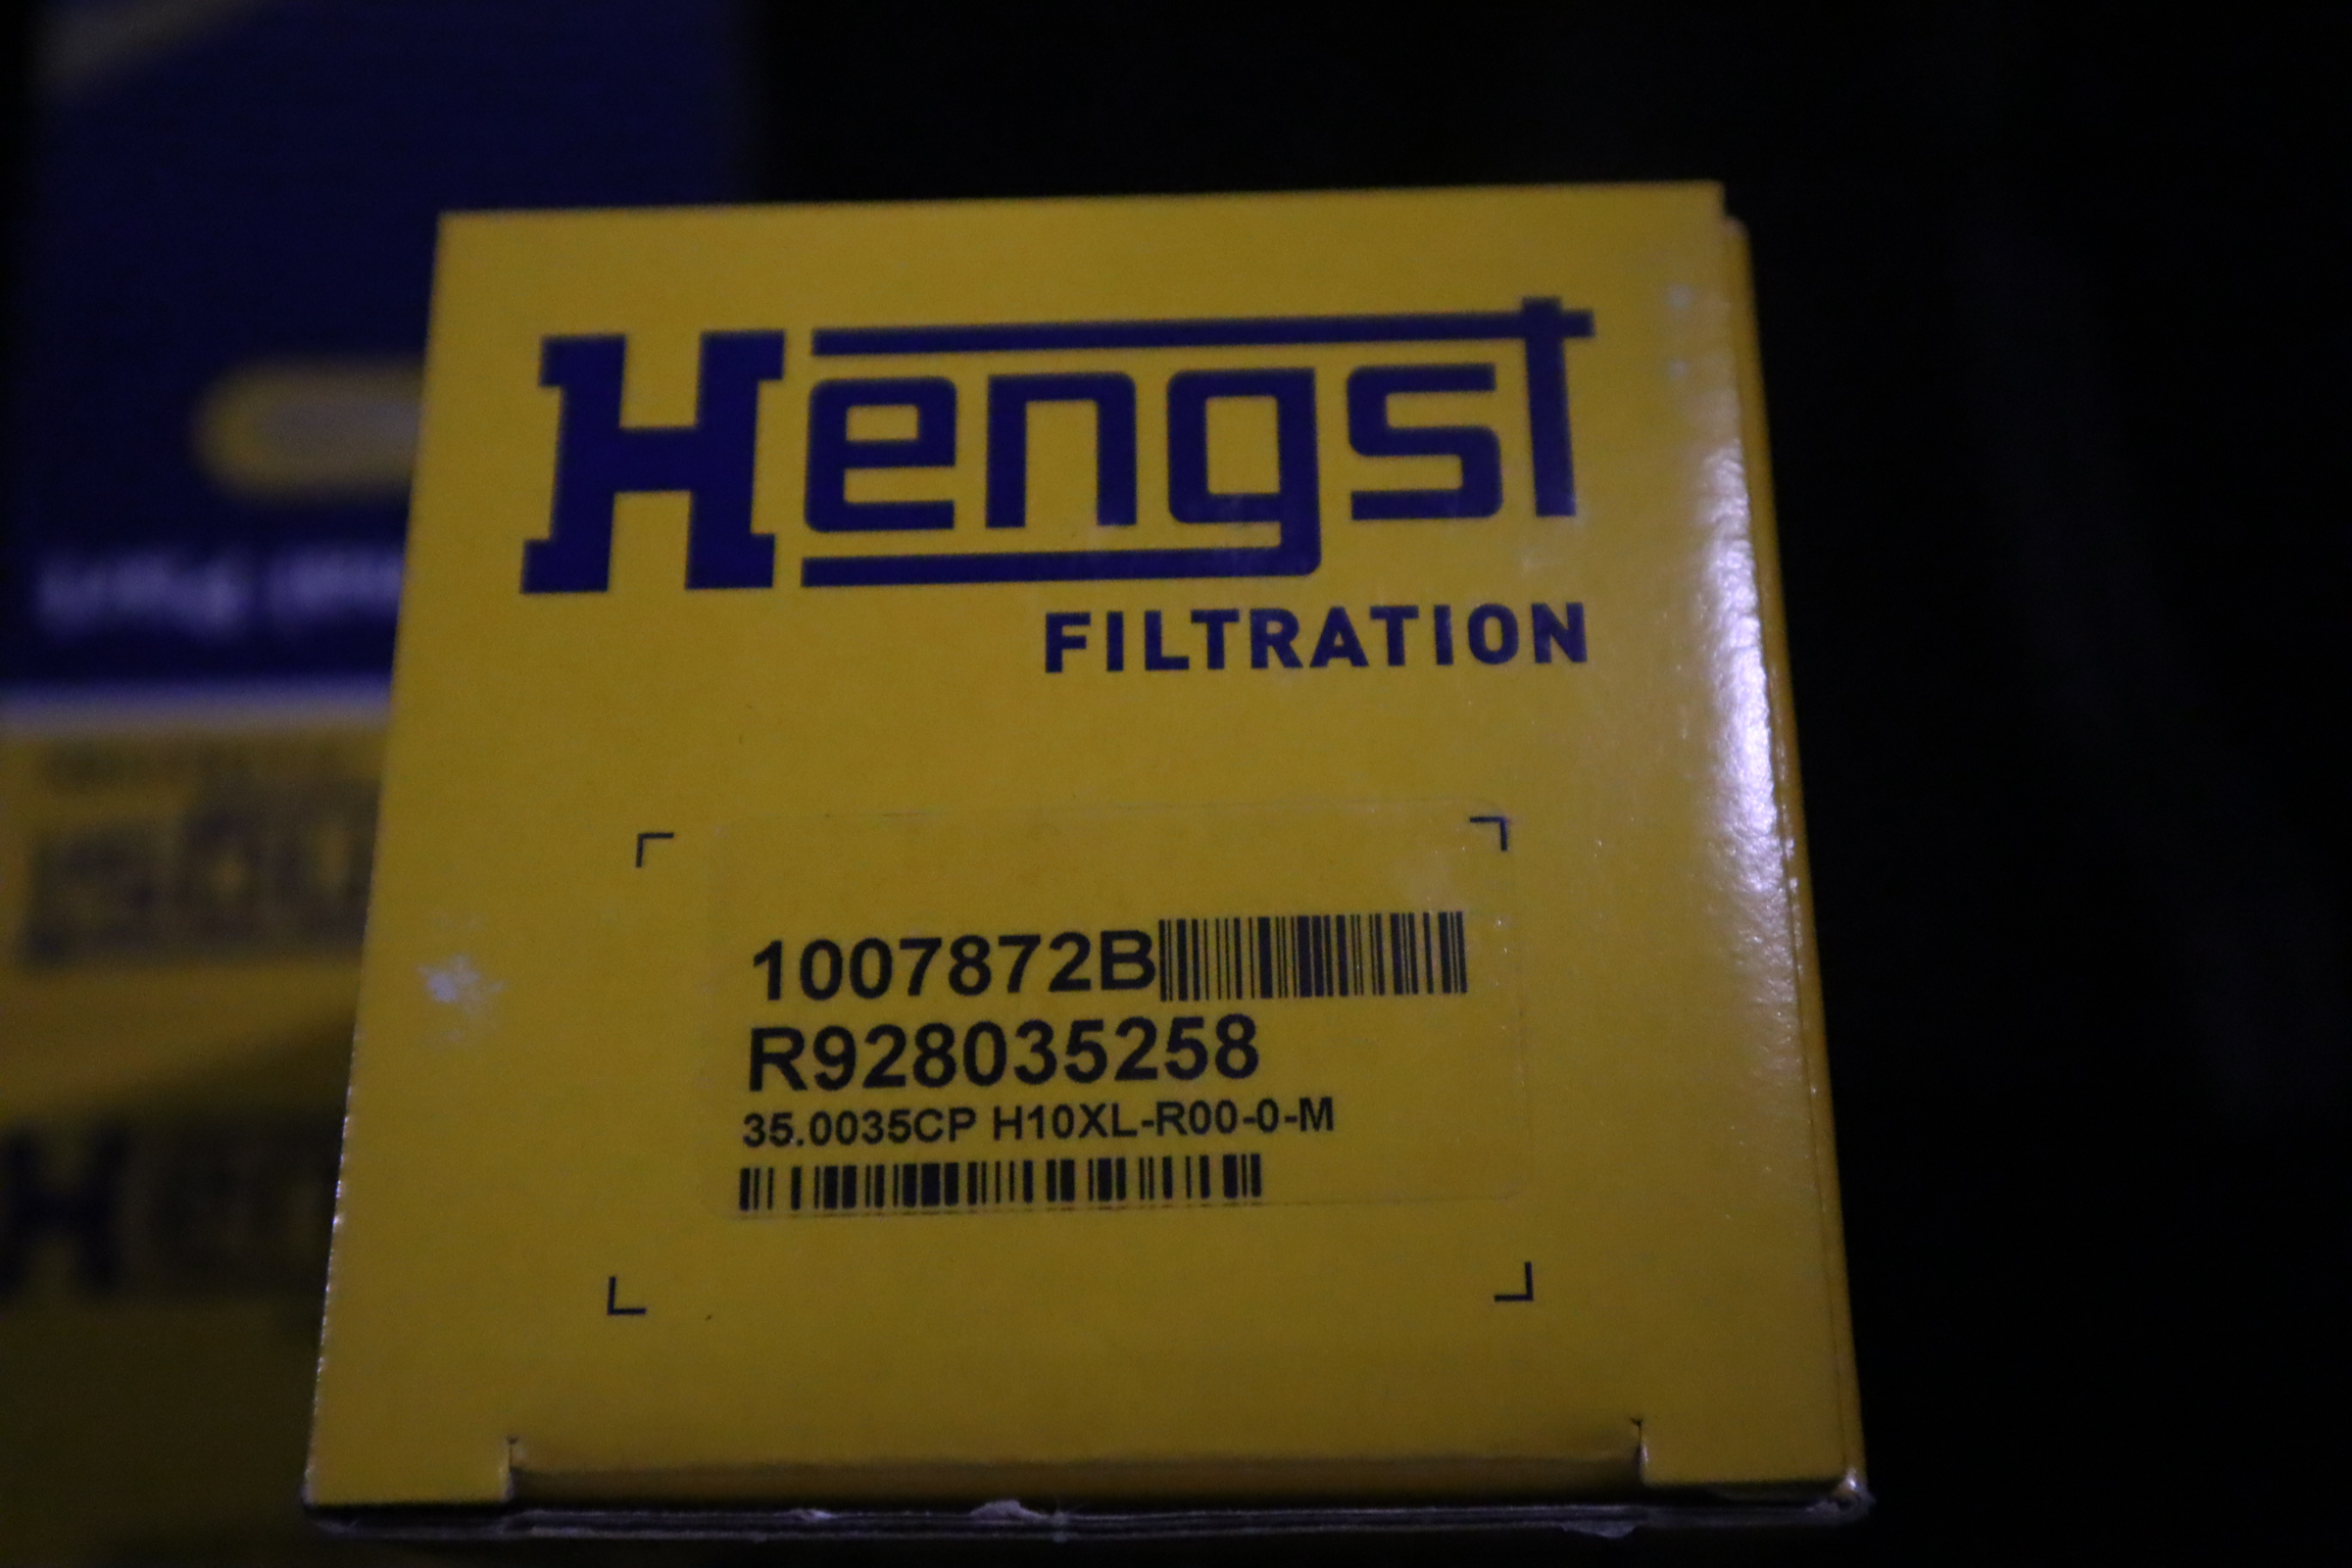 Hengst
FILTRATION
1007872B
R928035258
35.0035CP H10XL-R00-0-M